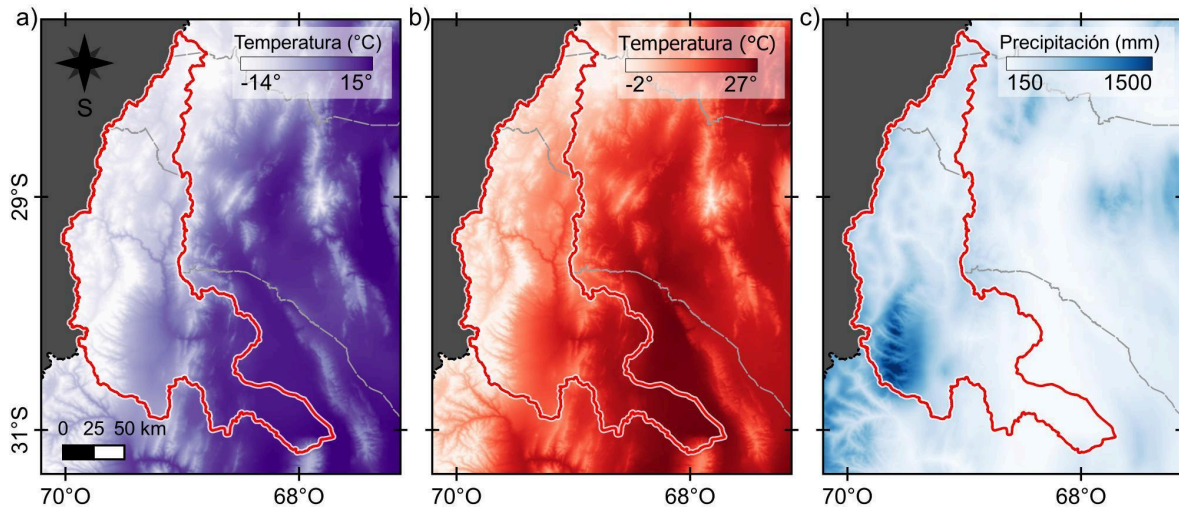 a)
Temperatura (°C)
-14° 15°
S
29°S
31°S
0 25 50 km
70°O 68°O
b)
Temperatura (°C)
-2° 27°
70°O 68°O
c)
Precipitación (mm)
150 1500
70°O 68°O